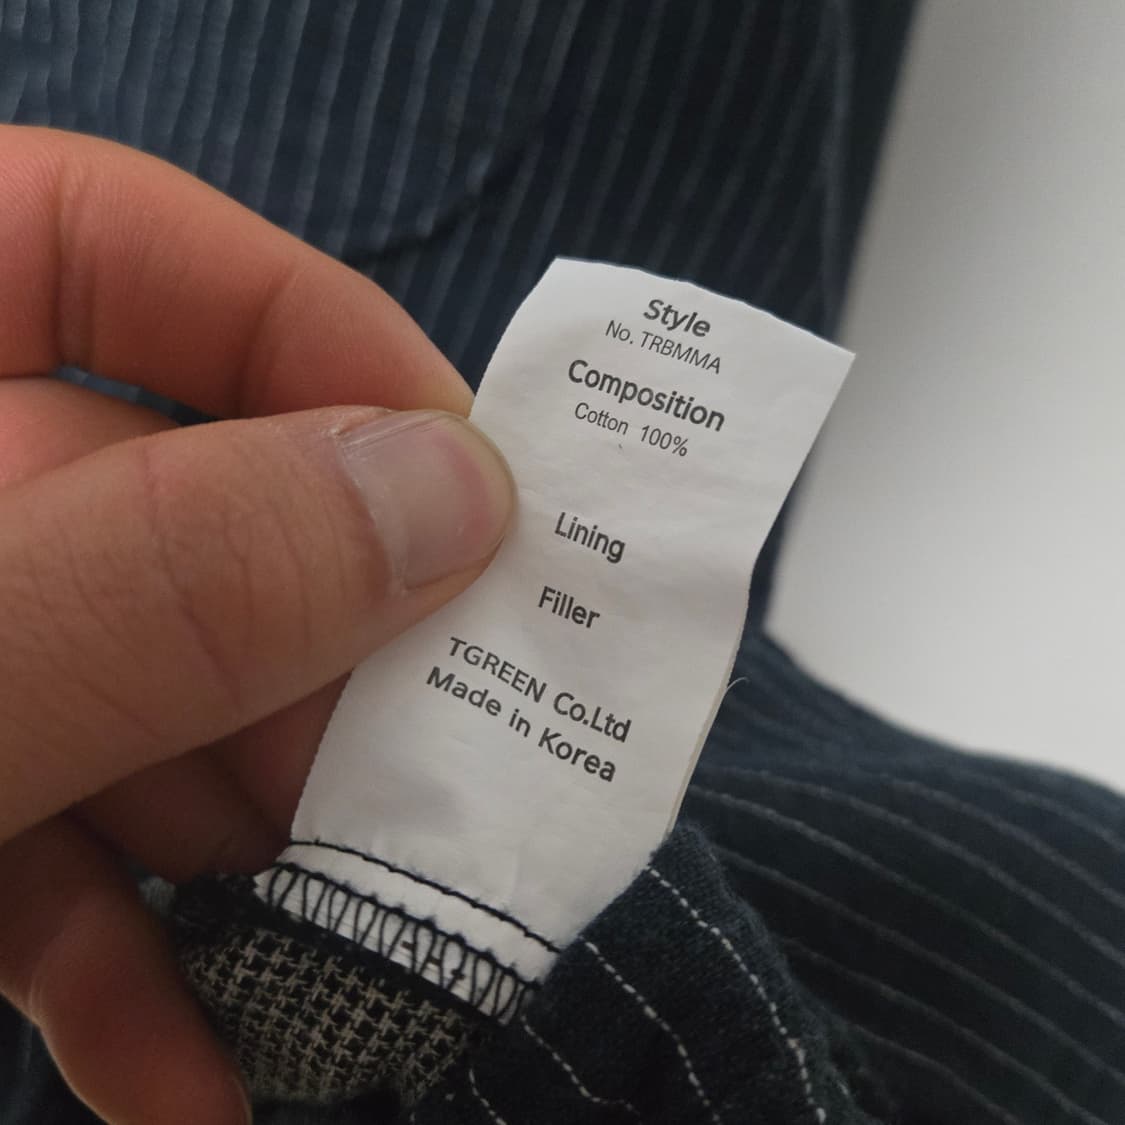 Style
No. TRBMMA
Composition
Cotton 100%
Lining
Filler
TGREEN Co.Ltd
Made in Korea